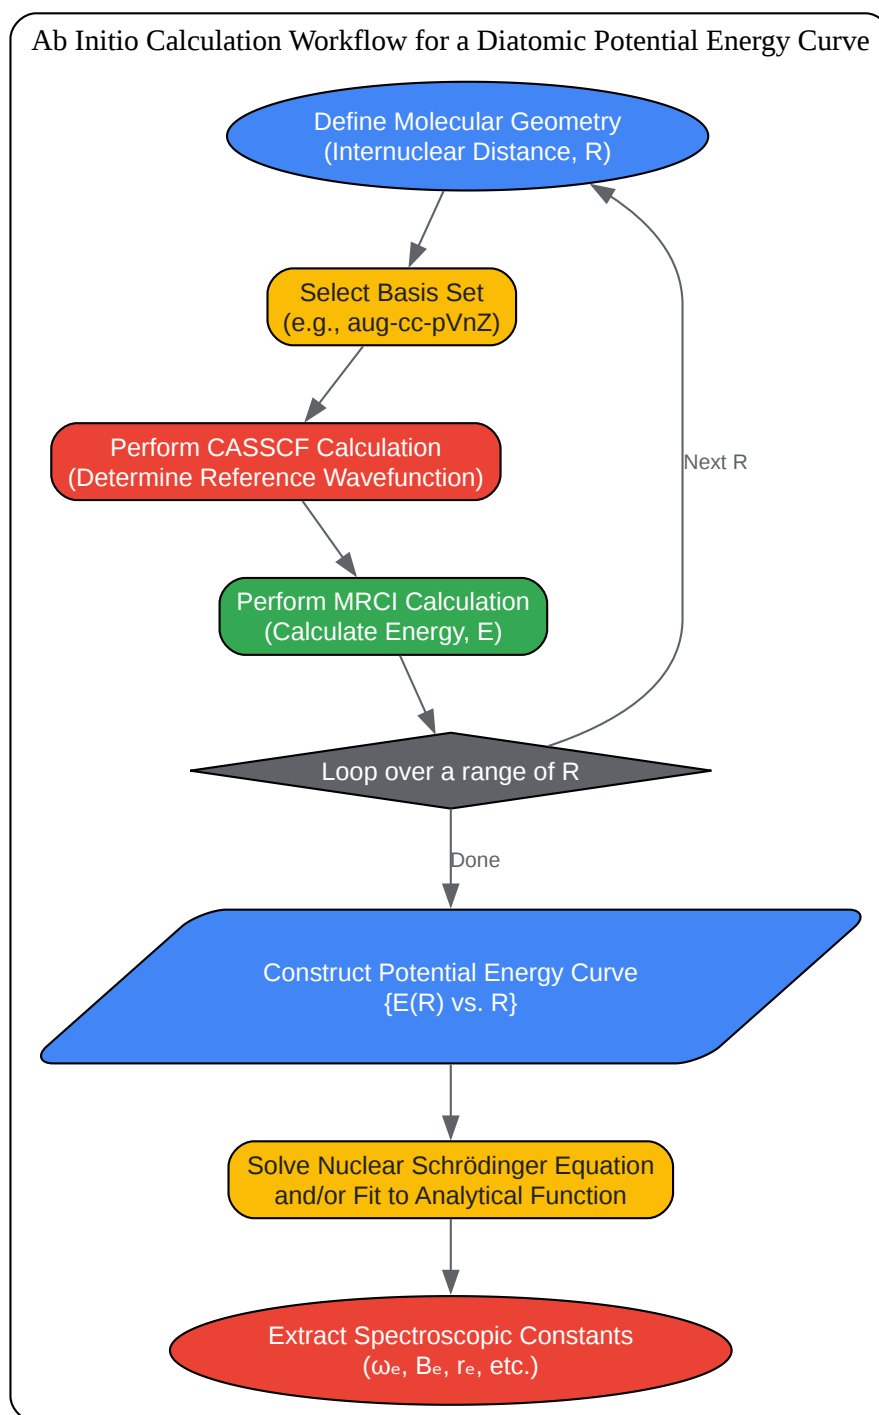 Ab Initio Calculation Workflow for a Diatomic Potential Energy Curve
Define Molecular Geometry
(Internuclear Distance, R)
Select Basis Set
(e.g., aug-cc-pVnZ)
Perform CASSCF Calculation
(Determine Reference Wavefunction)
Next R
Perform MRCI Calculation
(Calculate Energy, E)
Loop over a range of R
Done
Construct Potential Energy Curve
{E(R) vs. R}
Solve Nuclear Schrödinger Equation
and/or Fit to Analytical Function
Extract Spectroscopic Constants
(ωₑ, Bₑ, rₑ, etc.)